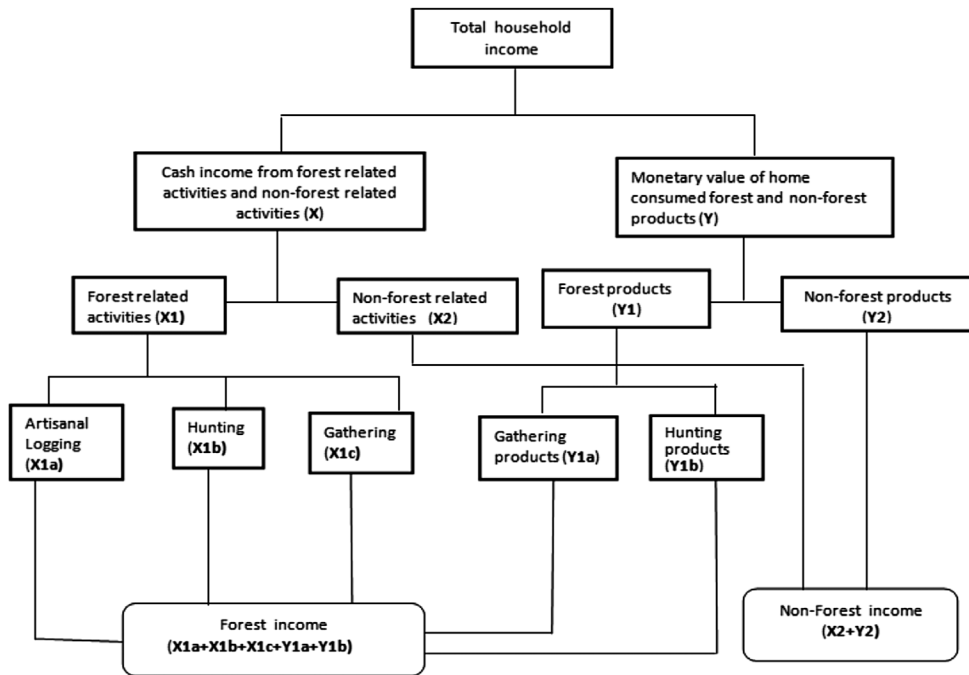 Total household
income
Cash income from forest related
activities and non-forest related
activities (X)
Monetary value of home
consumed forest and non-forest
products (Y)
Forest related
activities (X1)
Non-forest related
activities (X2)
Forest products
(Y1)
Non-forest products
(Y2)
Artisanal
Logging
(X1a)
Hunting
(X1b)
Gathering
(X1c)
Gathering
products (Y1a)
Hunting
products
(Y1b)
Forest income
(X1a+X1b+X1c+Y1a+Y1b)
Non-Forest income
(X2+Y2)